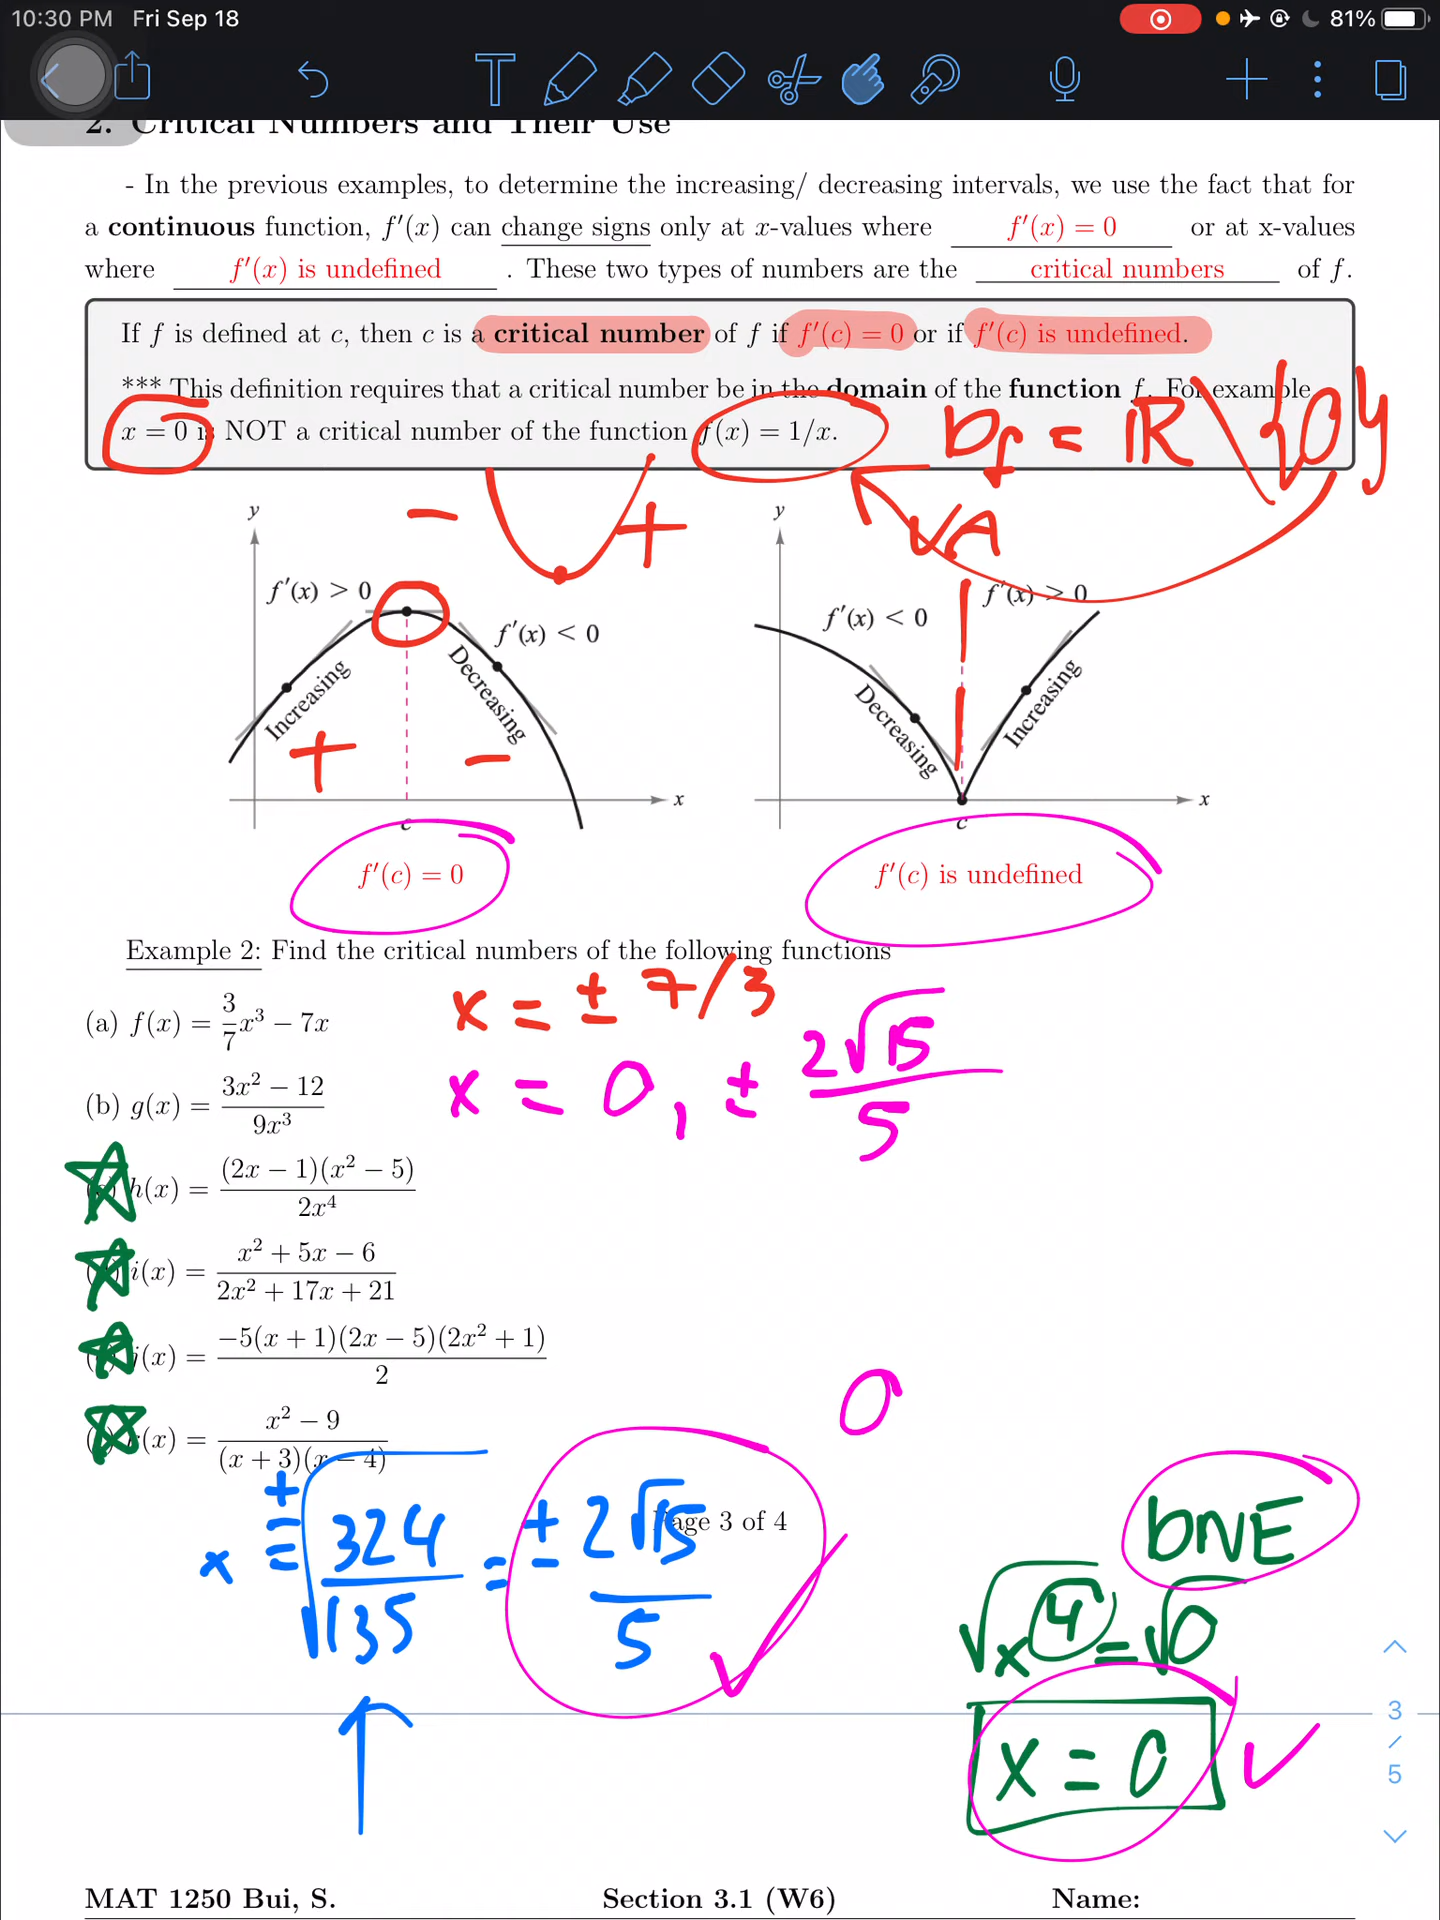 10:30 PM Fri Sep 18
81%
T
2. Critical Numbers and Their Use
- In the previous examples, to determine the increasing/ decreasing intervals, we use the fact that for
a continuous function, f′(x) can change signs only at x-values where f′(x) = 0 or at x-values
where f′(x) is undefined . These two types of numbers are the critical numbers of f.
If f is defined at c, then c is a critical number of f if f′(c) = 0 or if f′(c) is undefined.
*** This definition requires that a critical number be in the domain of the function f. For example
x = 0 is NOT a critical number of the function f(x) = 1/x.
Df = IR \ {0}
− +
VA
y
f′(x) > 0
f′(x) < 0
Increasing
Decreasing
+ −
x
c
f′(c) = 0
y
f′(x) < 0
f′(x) > 0
Decreasing
Increasing
x
c
f′(c) is undefined
Example 2: Find the critical numbers of the following functions
(a) f(x) = 3/7 x³ − 7x
x = ± 7/3
(b) g(x) = (3x² − 12)/(9x³)
x = 0, ± 2√15/5
h(x) = ((2x − 1)(x² − 5))/(2x⁴)
i(x) = (x² + 5x − 6)/(2x² + 17x + 21)
j(x) = (−5(x + 1)(2x − 5)(2x² + 1))/2
(x) = (x² − 9)/((x + 3)(x − 4))
0
x = ±√(324/135) = ± 2√15/5
Page 3 of 4
DNE
√x⁴ = √0
x = 0
3
/
5
MAT 1250 Bui, S. Section 3.1 (W6) Name: